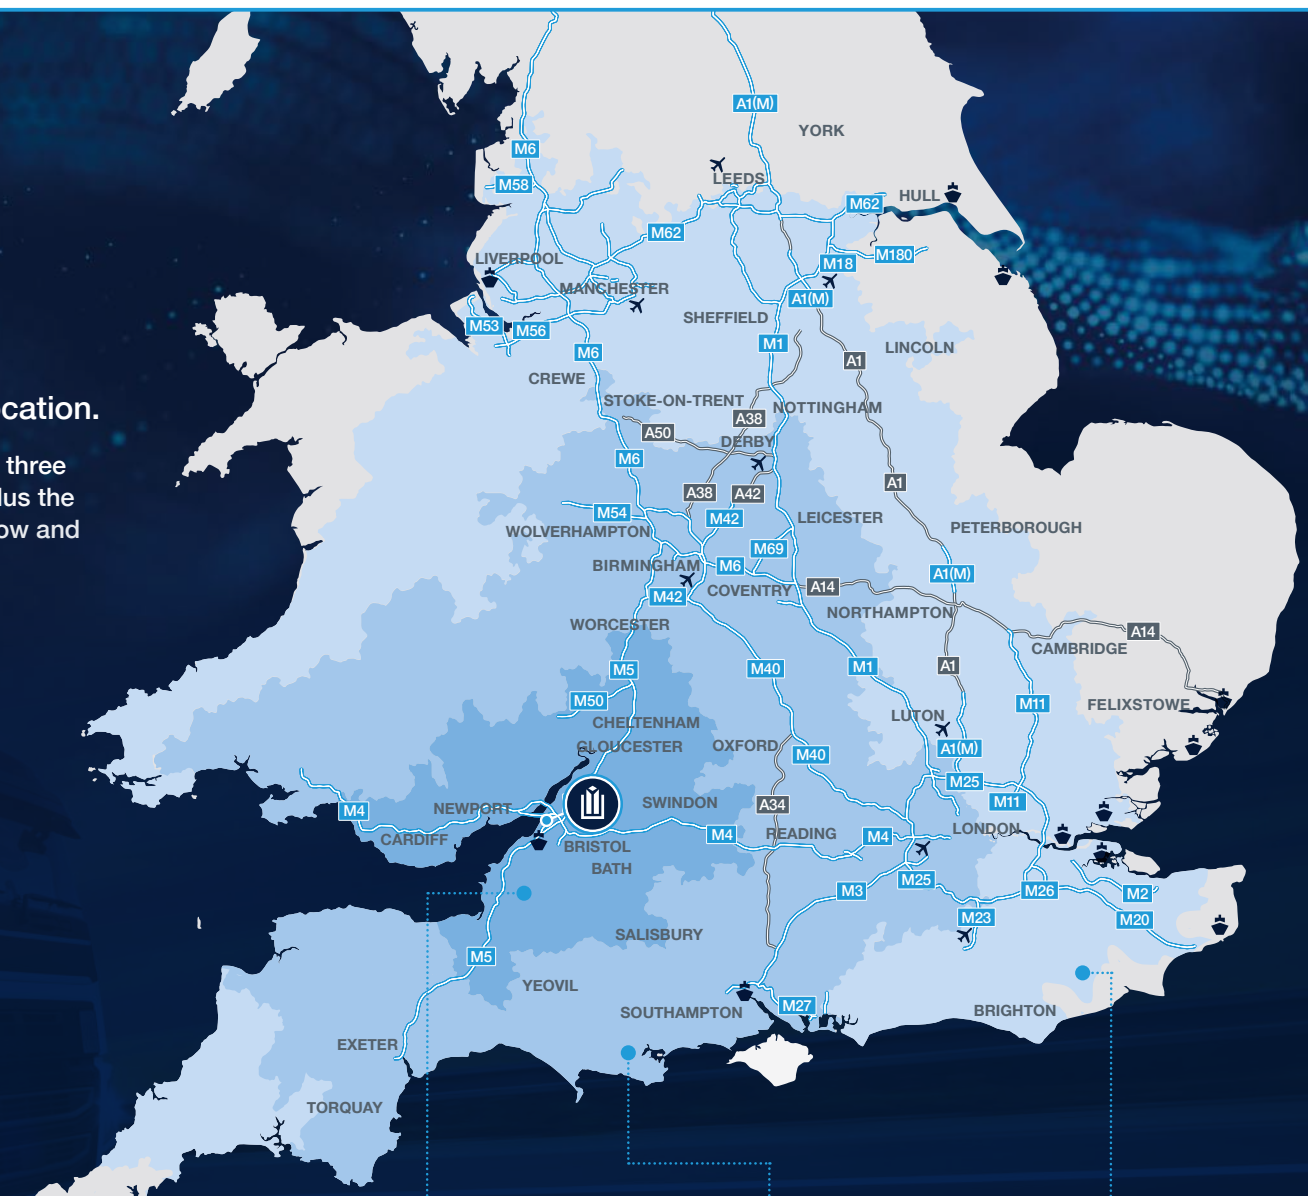 A1(M)
YORK
M6
LEEDS
M58
HULL
M62
M62
M180
LIVERPOOL
M18
MANCHESTER
A1(M)
SHEFFIELD
M53
M56
M1
LINCOLN
M6
A1
CREWE
STOKE-ON-TRENT
NOTTINGHAM
cation.
A38
A50
DERBY
M6
three
A1
A38
A42
lus the
M54
M42
LEICESTER
PETERBOROUGH
ow and
WOLVERHAMPTON
M69
BIRMINGHAM
M6
A1(M)
COVENTRY
A14
M42
NORTHAMPTON
WORCESTER
A14
CAMBRIDGE
M5
M40
M1
A1
M50
M11
FELIXSTOWE
CHELTENHAM
LUTON
GLOUCESTER
OXFORD
M40
A1(M)
M25
NEWPORT
SWINDON
A34
M11
M4
CARDIFF
M4
READING
M4
LONDON
BRISTOL
BATH
M3
M25
M26
M2
M23
M20
SALISBURY
M5
YEOVIL
SOUTHAMPTON
M27
BRIGHTON
EXETER
TORQUAY